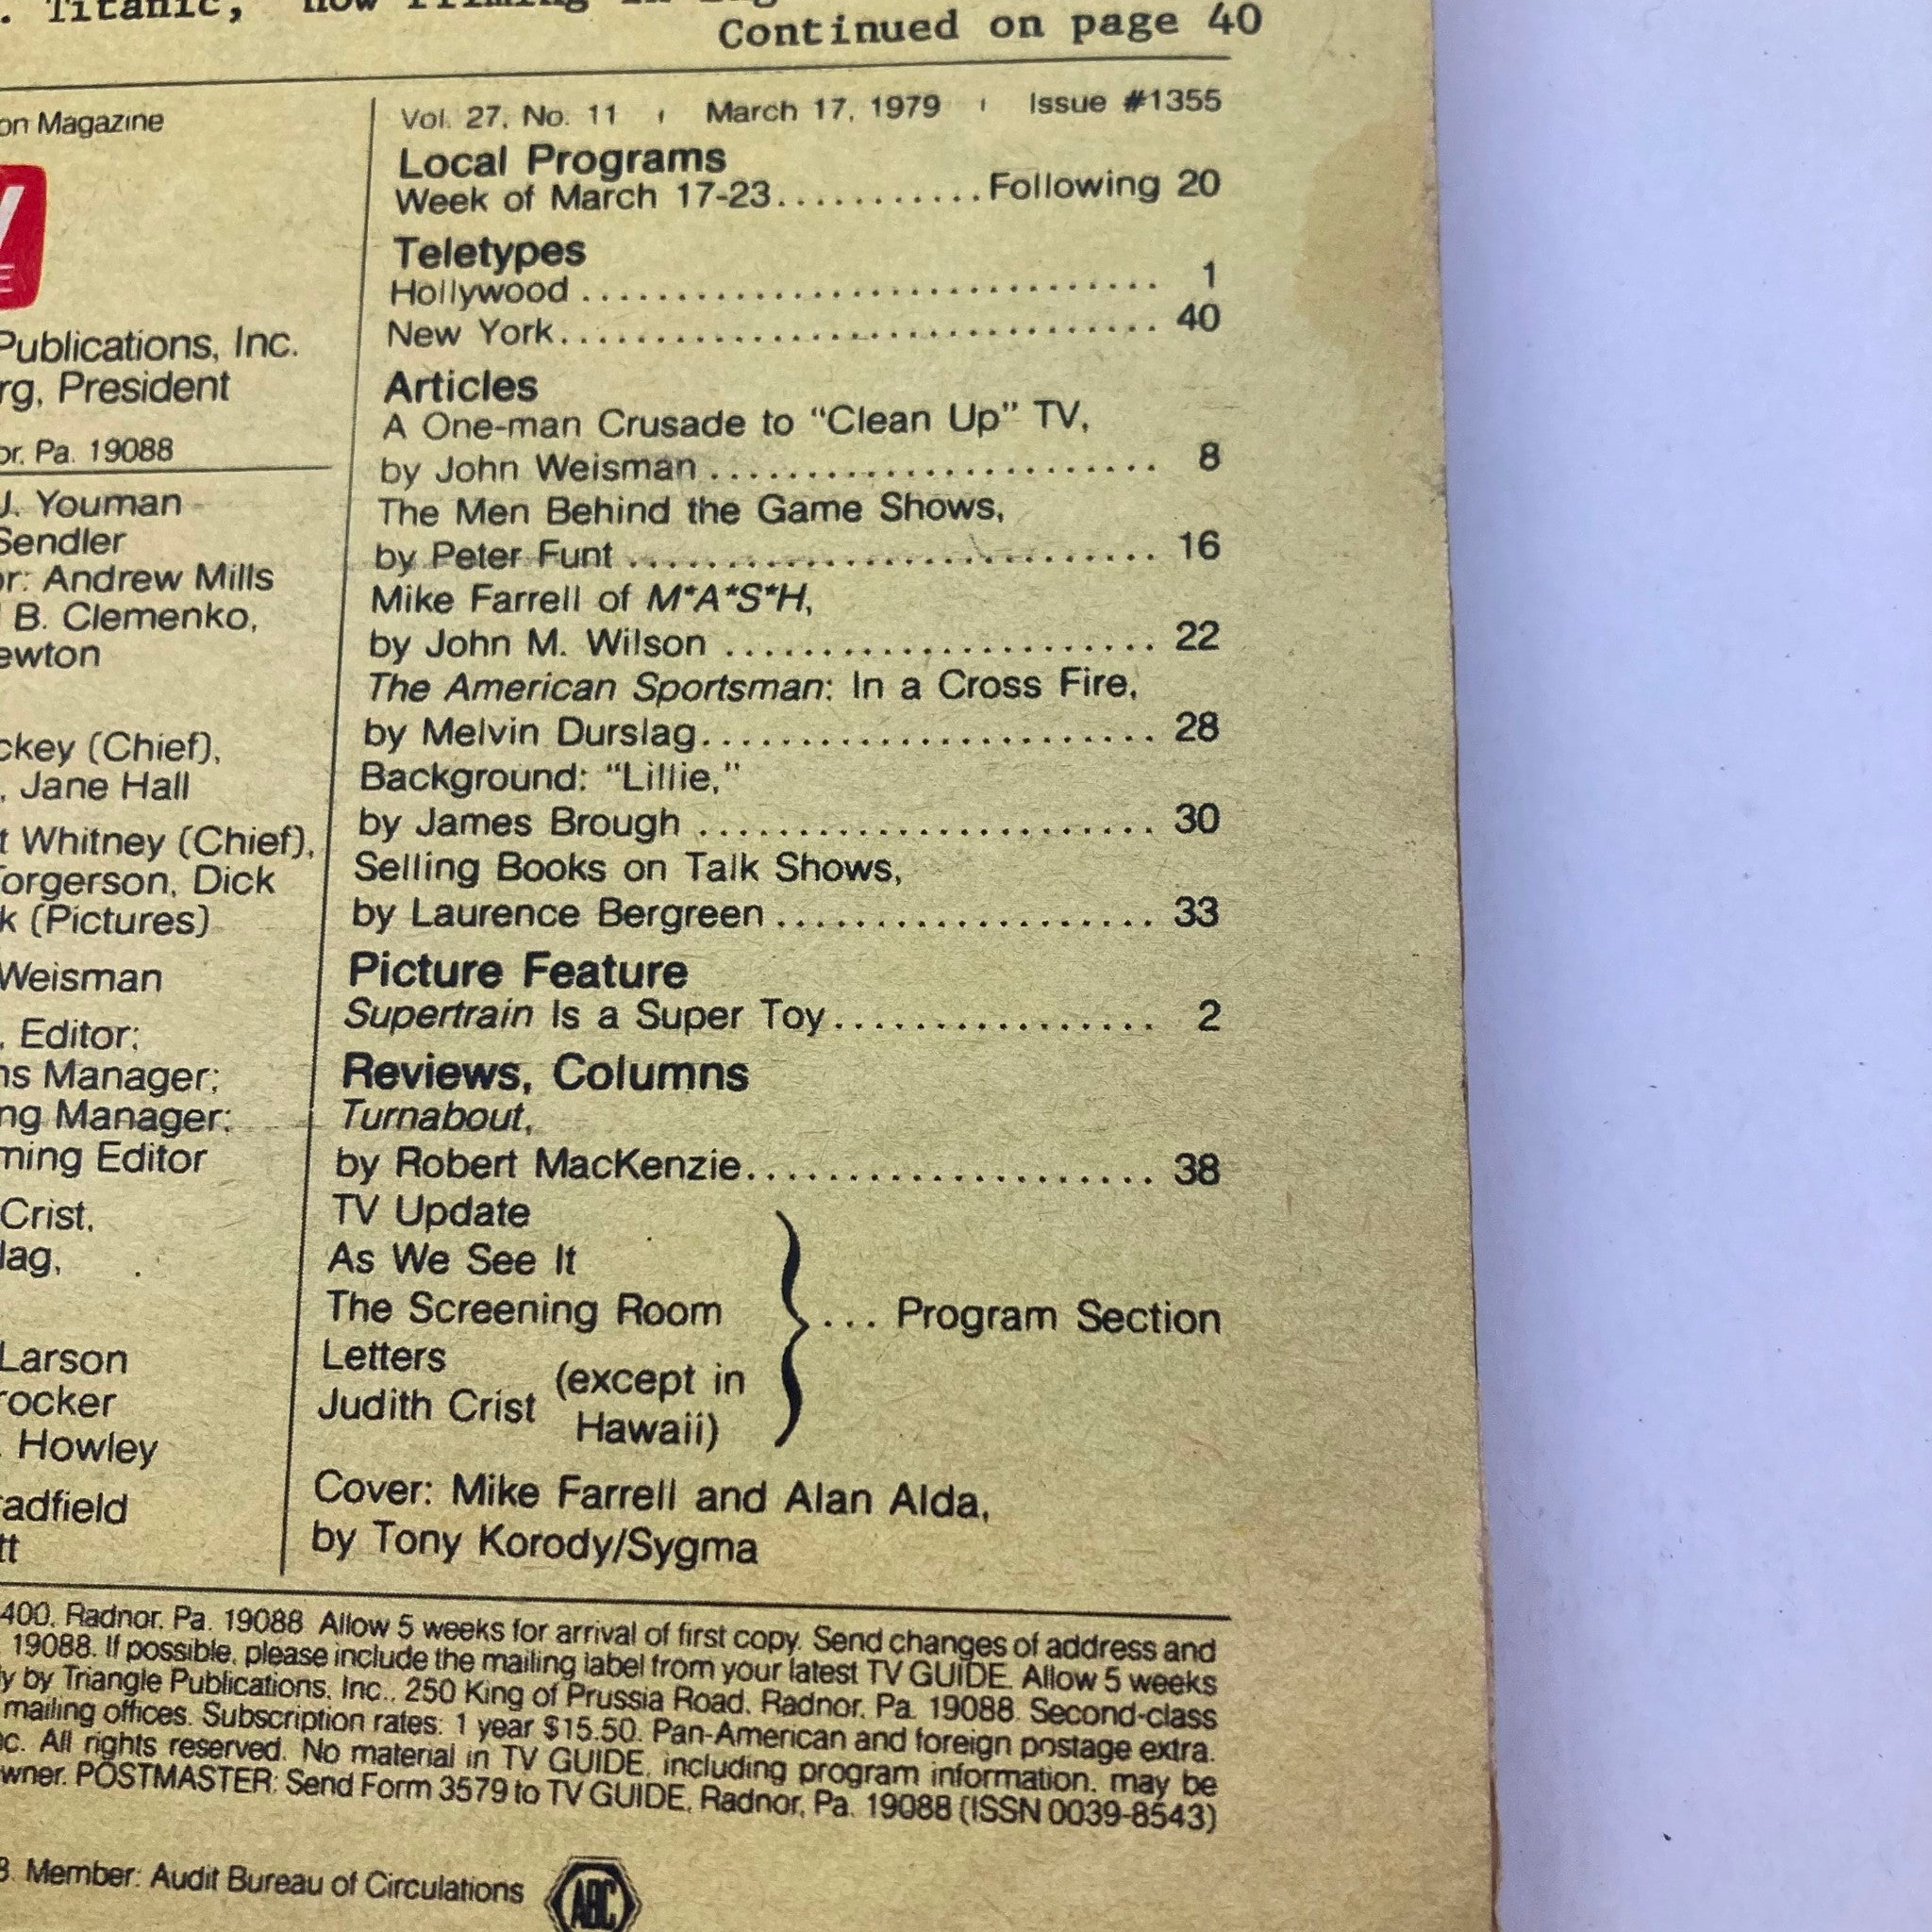 . Titanic,
Continued on page 40
on Magazine
Publications, Inc.
rg, President
or, Pa. 19088
J. Youman
Sendler
or: Andrew Mills
B. Clemenko,
ewton
ckey (Chief),
, Jane Hall
t Whitney (Chief),
orgerson, Dick
k (Pictures)
Weisman
, Editor;
ns Manager;
ng Manager;
ming Editor
Crist,
lag,
Larson
rocker
. Howley
adfield
tt
Vol. 27, No. 11 ı March 17, 1979 ı Issue #1355
Local Programs
Week of March 17-23...........Following 20
Teletypes
Hollywood .............................. 1
New York............................... 40
Articles
A One-man Crusade to "Clean Up" TV,
by John Weisman ....................... 8
The Men Behind the Game Shows,
by Peter Funt ........................... 16
Mike Farrell of M*A*S*H,
by John M. Wilson ...................... 22
The American Sportsman: In a Cross Fire,
by Melvin Durslag....................... 28
Background: "Lillie,"
by James Brough ....................... 30
Selling Books on Talk Shows,
by Laurence Bergreen ................... 33
Picture Feature
Supertrain Is a Super Toy................. 2
Reviews, Columns
Turnabout,
by Robert MacKenzie..................... 38
TV Update
As We See It
The Screening Room
... Program Section
Letters
Judith Crist (except in
Hawaii)
Cover: Mike Farrell and Alan Alda,
by Tony Korody/Sygma
400, Radnor, Pa. 19088 Allow 5 weeks for arrival of first copy. Send changes of address and
19088. If possible, please include the mailing label from your latest TV GUIDE. Allow 5 weeks
ly by Triangle Publications, Inc., 250 King of Prussia Road, Radnor, Pa. 19088. Second-class
mailing offices. Subscription rates: 1 year $15.50. Pan-American and foreign postage extra.
nc. All rights reserved. No material in TV GUIDE, including program information, may be
wner. POSTMASTER: Send Form 3579 to TV GUIDE, Radnor, Pa. 19088 (ISSN 0039-8543)
8. Member: Audit Bureau of Circulations
ABC